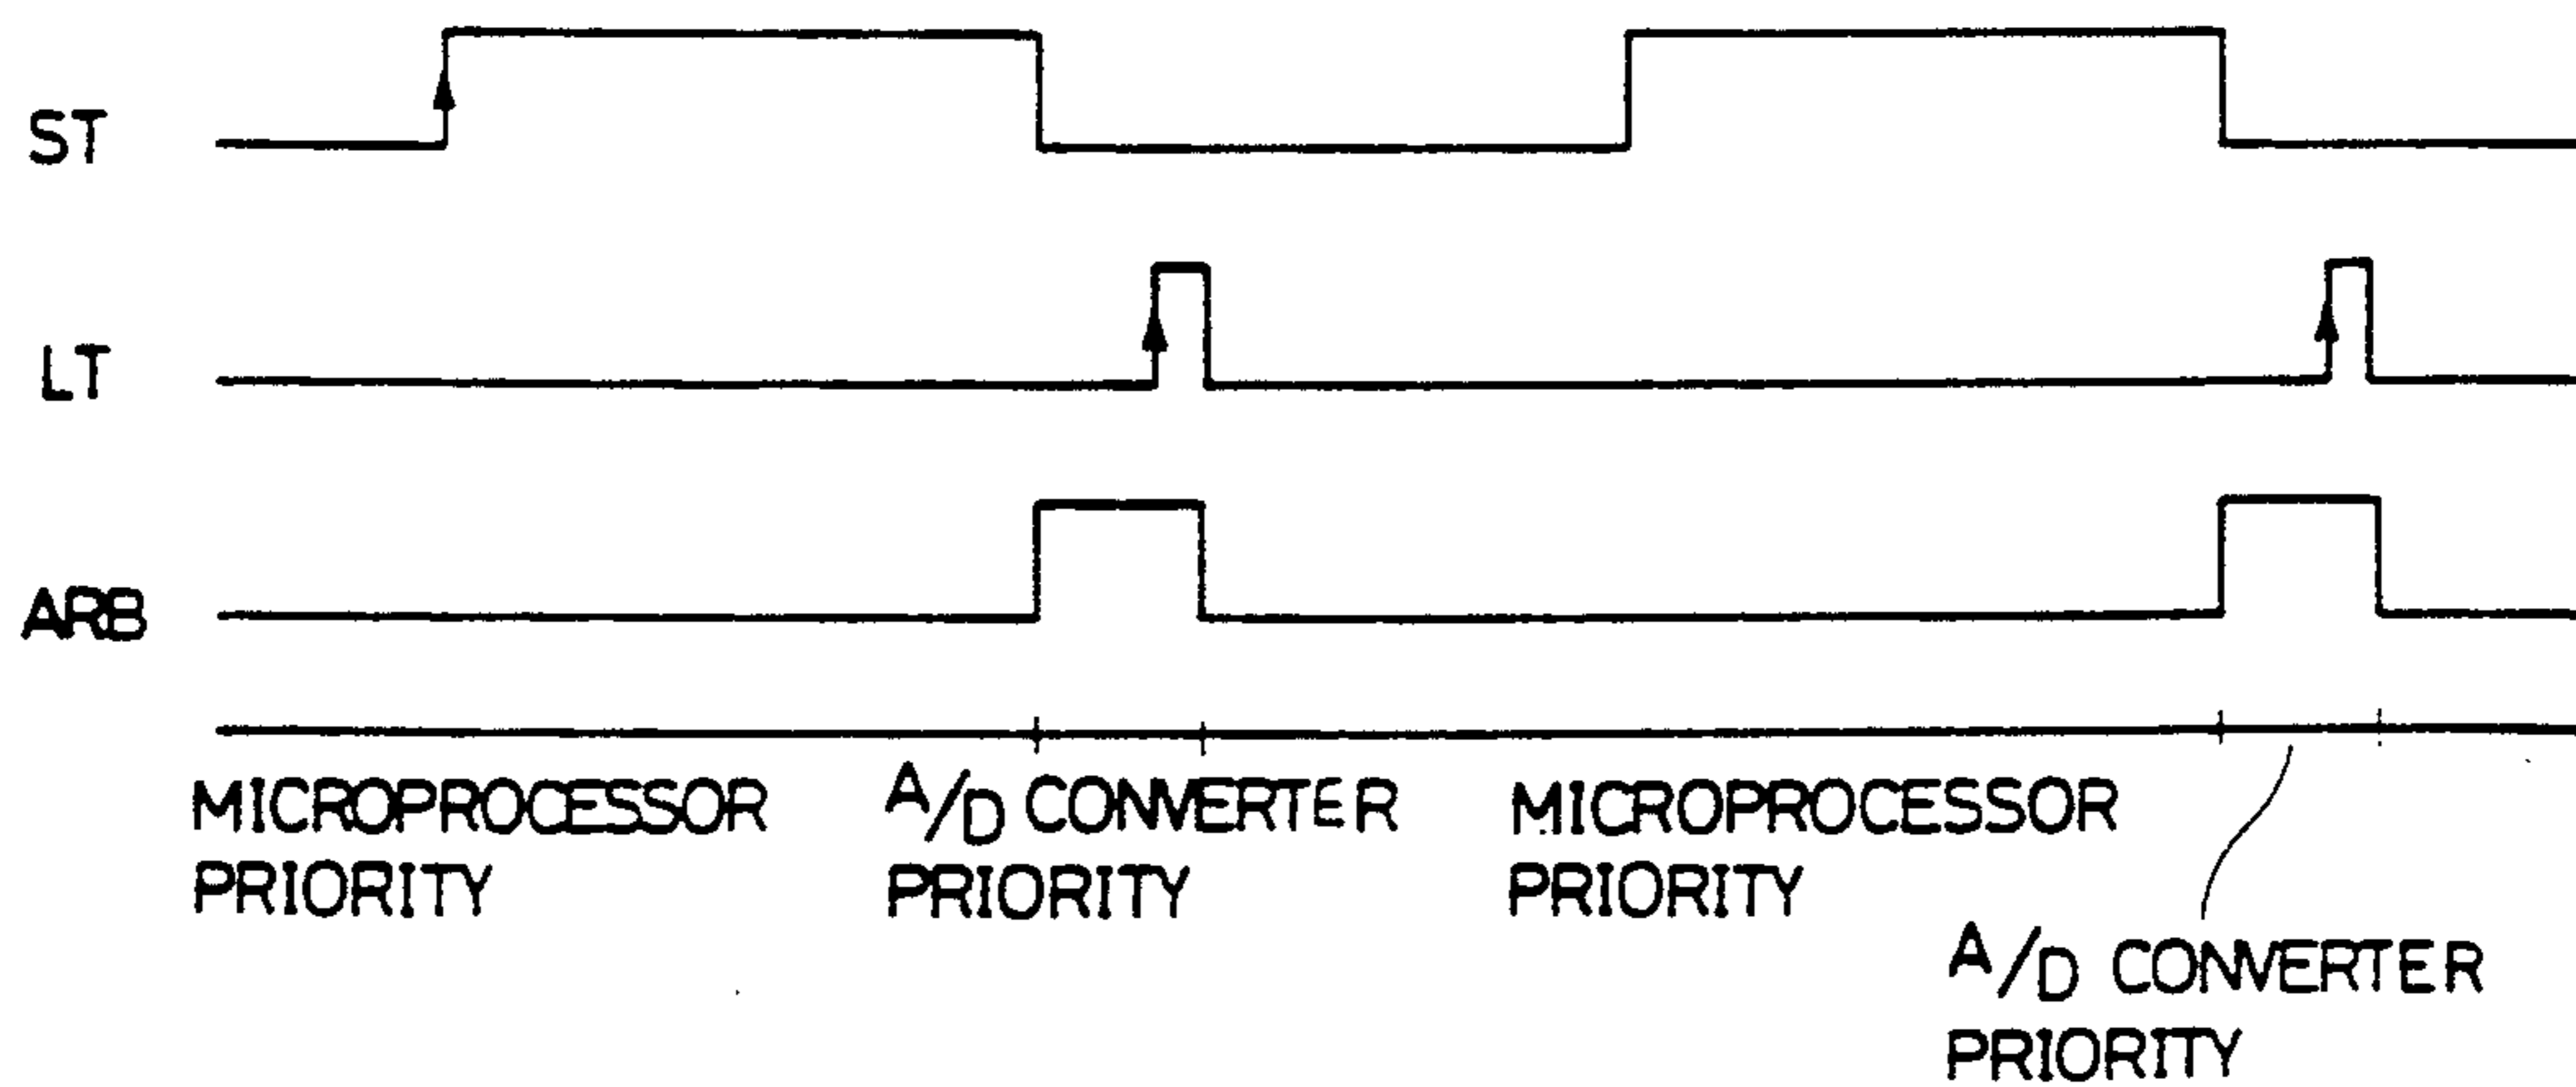 ST
LT
ARB
MICROPROCESSOR
PRIORITY
A/D CONVERTER
PRIORITY
MICROPROCESSOR
PRIORITY
A/D CONVERTER
PRIORITY